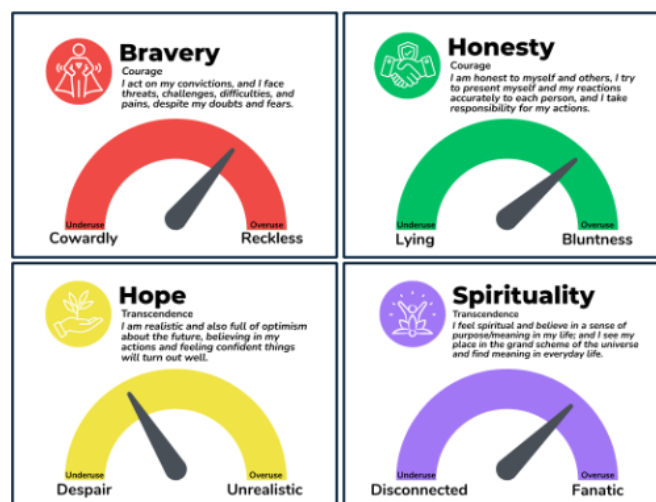 Bravery
Courage
I act on my convictions, and I face
threats, challenges, difficulties, and
pains, despite my doubts and fears.
Underuse
Overuse
Cowardly
Reckless
Honesty
Courage
I am honest to myself and others, I try
to present myself and my reactions
accurately to each person, and I take
responsibility for my actions.
Underuse
Overuse
Lying
Bluntness
Hope
Transcendence
I am realistic and also full of optimism
about the future, believing in my
actions and feeling confident things
will turn out well.
Underuse
Overuse
Despair
Unrealistic
Spirituality
Transcendence
I feel spiritual and believe in a sense of
purpose/meaning in my life; and I see my
place in the grand scheme of the universe
and find meaning in everyday life.
Underuse
Overuse
Disconnected
Fanatic